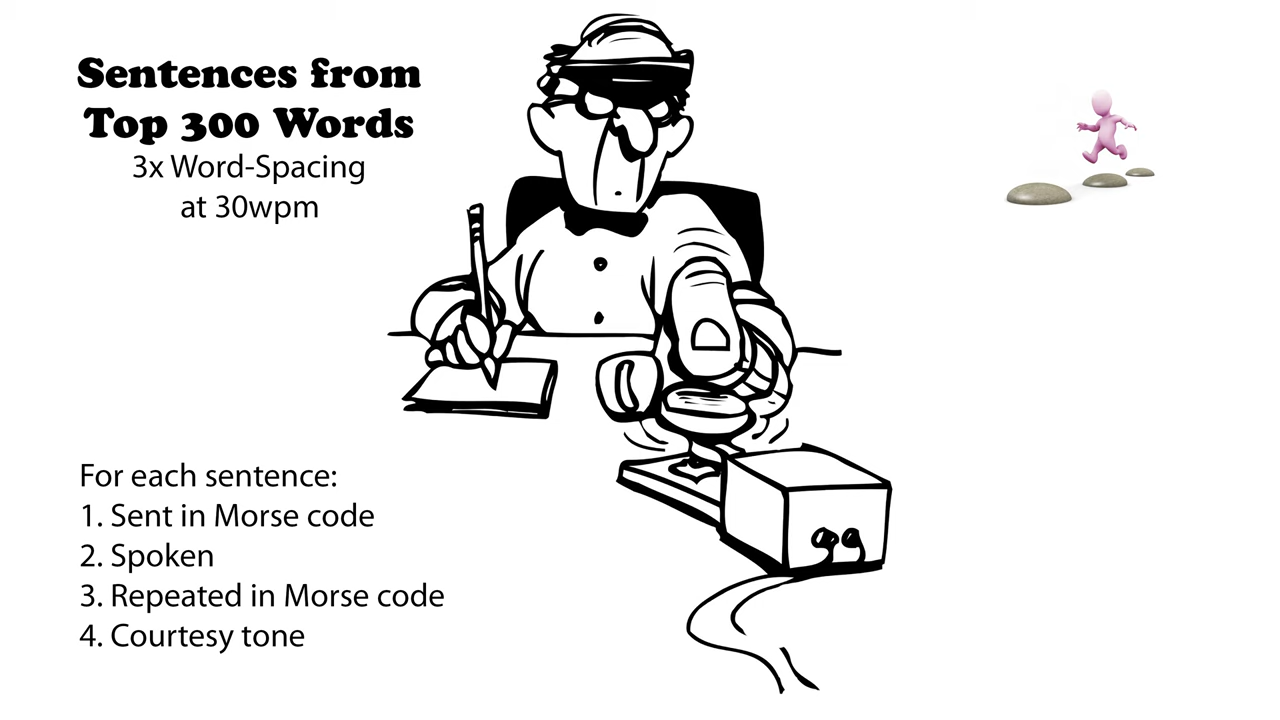 Sentences from
Top 300 Words
3x Word-Spacing
at 30wpm
For each sentence:
1. Sent in Morse code
2. Spoken
3. Repeated in Morse code
4. Courtesy tone